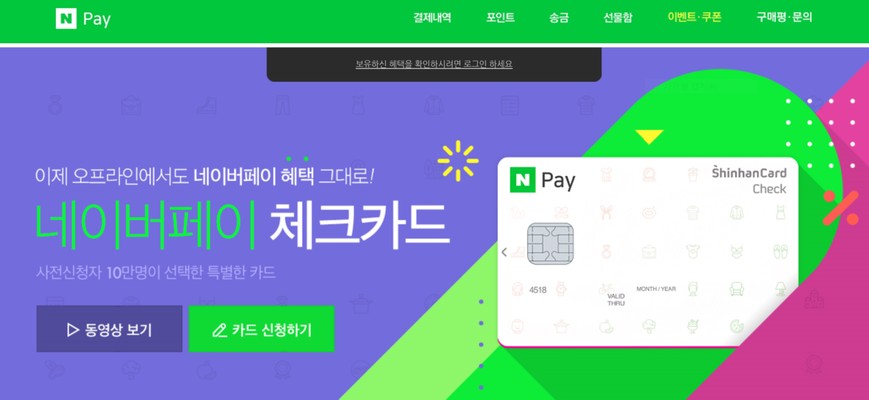 N Pay
결제내역 포인트 송금 선물함 이벤트·쿠폰 구매평·문의
보유하신 혜택을 확인하시려면 로그인 하세요
이제 오프라인에서도 네이버페이 혜택 그대로!
네이버페이 체크카드
사전신청자 10만명이 선택한 특별한 카드
동영상 보기
카드 신청하기
N Pay
ShinhanCard
Check
4518
VALID
THRU
MONTH / YEAR